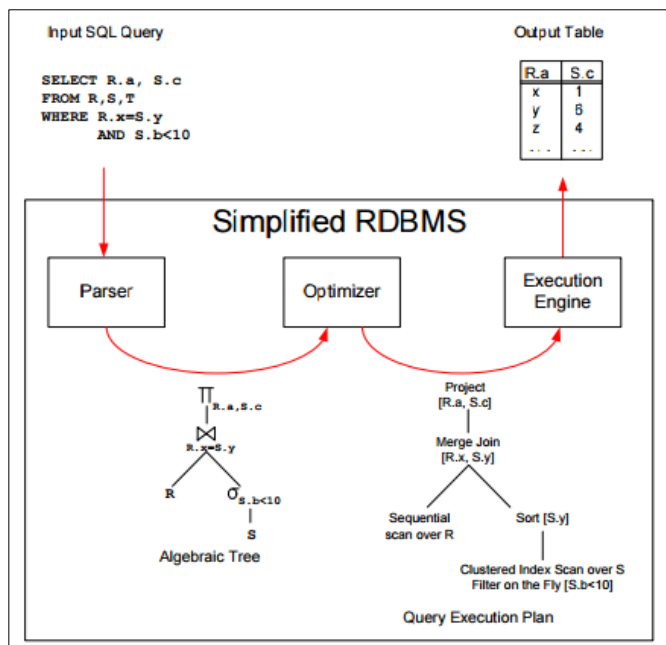 Input SQL Query
SELECT R.a, S.c
FROM R,S,T
WHERE R.x=S.y
AND S.b<10
Output Table
R.a S.c
x 1
y 6
z 4
... ...
Simplified RDBMS
Parser
Optimizer
Execution
Engine
π
R.a,S.c
⋈
R.x=S.y
R
σ S.b<10
S
Algebraic Tree
Project
[R.a, S.c]
Merge Join
[R.x, S.y]
Sequential
scan over R
Sort [S.y]
Clustered Index Scan over S
Filter on the Fly [S.b<10]
Query Execution Plan